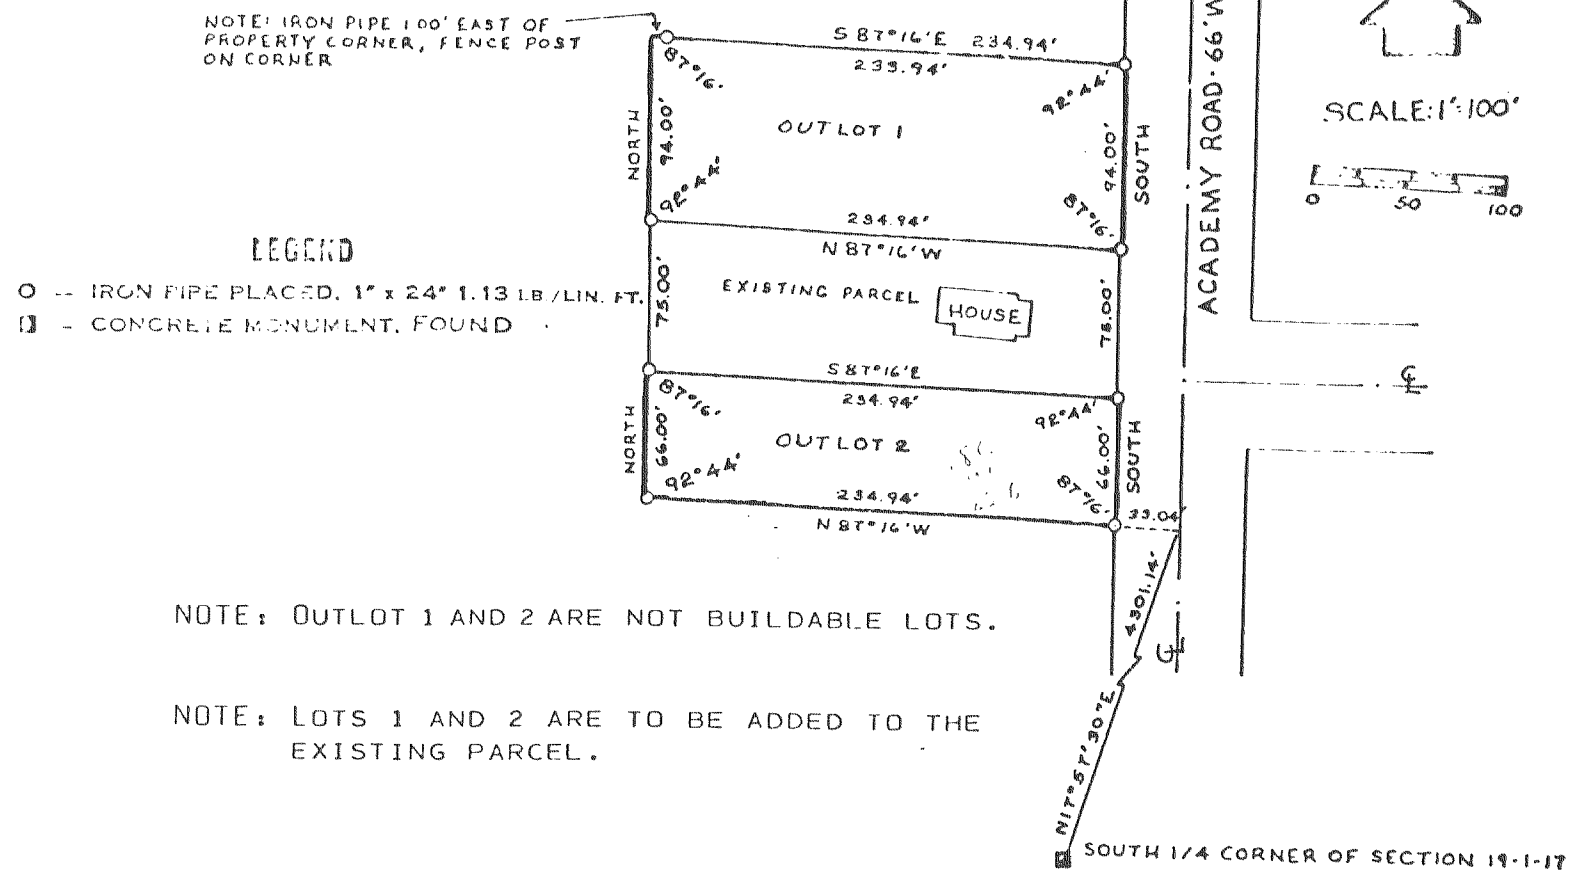 NOTE: IRON PIPE 1.00' EAST OF
PROPERTY CORNER, FENCE POST
ON CORNER
S 87°16'E 234.94'
233.94'
87°16'
92°44'
OUTLOT 1
NORTH
94.00'
94.00'
SOUTH
92°44'
87°16'
234.94'
N 87°16'W
ACADEMY ROAD-66'W
SCALE: 1"=100'
0 50 100
LEGEND
O -- IRON PIPE PLACED, 1" x 24" 1.13 LB./LIN. FT.
- CONCRETE MONUMENT, FOUND
75.00'
EXISTING PARCEL
HOUSE
75.00'
S 87°16'E
234.94'
87°16'
92°44'
NORTH
66.00'
OUTLOT 2
66.00'
SOUTH
92°44'
87°16'
234.94'
N 87°16'W
33.04'
4301.14'
N17°57'30"E
NOTE: OUTLOT 1 AND 2 ARE NOT BUILDABLE LOTS.
NOTE: LOTS 1 AND 2 ARE TO BE ADDED TO THE
EXISTING PARCEL.
SOUTH 1/4 CORNER OF SECTION 19-1-17